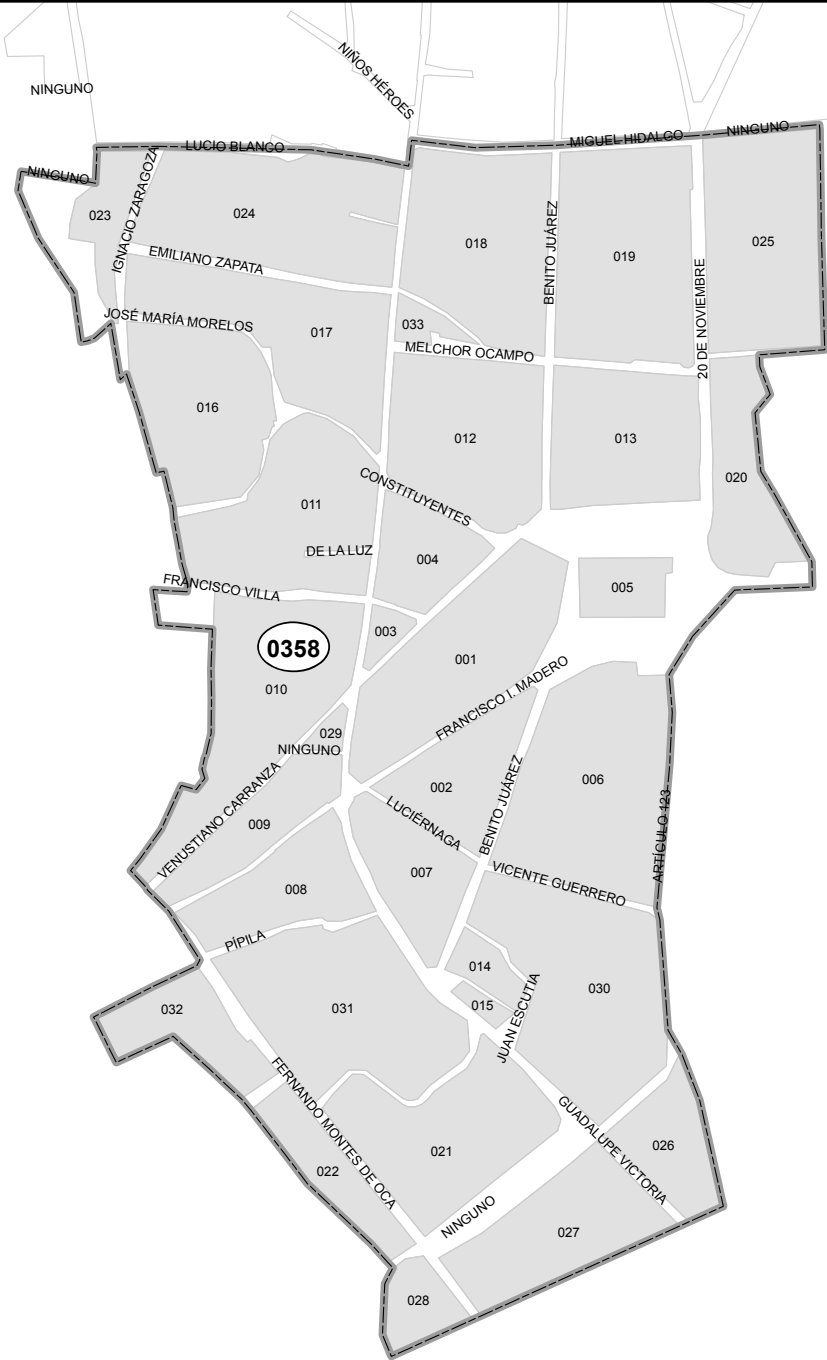 NIÑOS HÉROES
NINGUNO
LUCIO BLANCO
MIGUEL HIDALGO
NINGUNO
NINGUNO
IGNACIO ZARAGOZA
023
024
018
BENITO JUÁREZ
019
025
EMILIANO ZAPATA
20 DE NOVIEMBRE
JOSÉ MARÍA MORELOS
017
033
MELCHOR OCAMPO
016
012
013
020
CONSTITUYENTES
011
DE LA LUZ
004
FRANCISCO VILLA
005
003
0358
001
010
FRANCISCO I. MADERO
029
NINGUNO
VENUSTIANO CARRANZA
002
006
LUCIÉRNAGA
BENITO JUÁREZ
ARTÍCULO 123
009
007
VICENTE GUERRERO
008
PÍPILA
014
030
015
JUAN ESCUTIA
032
031
FERNANDO MONTES DE OCA
GUADALUPE VICTORIA
026
021
022
NINGUNO
027
028